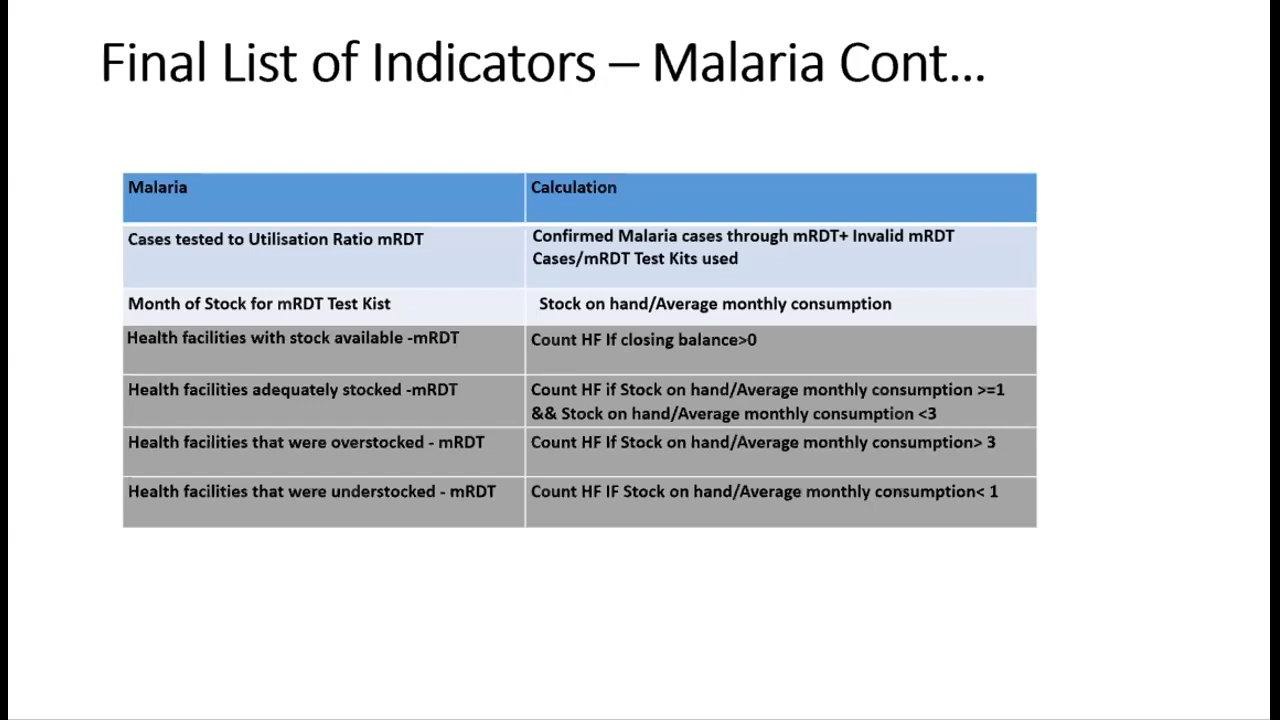 Final List of Indicators – Malaria Cont...
Malaria
Calculation
Cases tested to Utilisation Ratio mRDT
Confirmed Malaria cases through mRDT+ Invalid mRDT
Cases/mRDT Test Kits used
Month of Stock for mRDT Test Kist
Stock on hand/Average monthly consumption
Health facilities with stock available -mRDT
Count HF If closing balance>0
Health facilities adequately stocked -mRDT
Count HF if Stock on hand/Average monthly consumption >=1
&& Stock on hand/Average monthly consumption <3
Health facilities that were overstocked - mRDT
Count HF If Stock on hand/Average monthly consumption> 3
Health facilities that were understocked - mRDT
Count HF IF Stock on hand/Average monthly consumption< 1